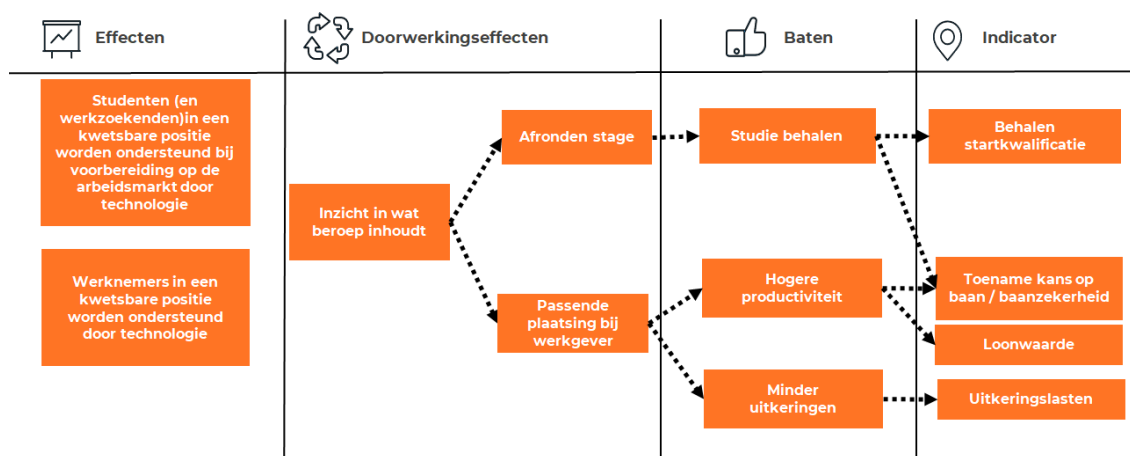 Effecten
Doorwerkingseffecten
Baten
Indicator
Studenten (en
werkzoekenden)in een
kwetsbare positie
worden ondersteund bij
voorbereiding op de
arbeidsmarkt door
technologie
Werknemers in een
kwetsbare positie
worden ondersteund
door technologie
Inzicht in wat
beroep inhoudt
Afronden stage
Passende
plaatsing bij
werkgever
Studie behalen
Hogere
productiviteit
Minder
uitkeringen
Behalen
startkwalificatie
Toename kans op
baan / baanzekerheid
Loonwaarde
Uitkeringslasten